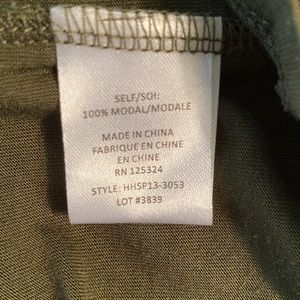 SELF/SOI:
100% MODAL/MODALE
MADE IN CHINA
FABRIQUE EN CHINE
EN CHINE
RN 125324
STYLE: HHSP13-3053
LOT #3839